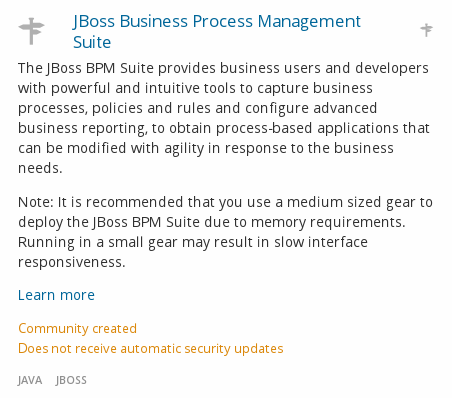 JBoss Business Process Management
Suite
The JBoss BPM Suite provides business users and developers
with powerful and intuitive tools to capture business
processes, policies and rules and configure advanced
business reporting, to obtain process-based applications that
can be modified with agility in response to the business
needs.
Note: It is recommended that you use a medium sized gear to
deploy the JBoss BPM Suite due to memory requirements.
Running in a small gear may result in slow interface
responsiveness.
Learn more
Community created
Does not receive automatic security updates
JAVA JBOSS